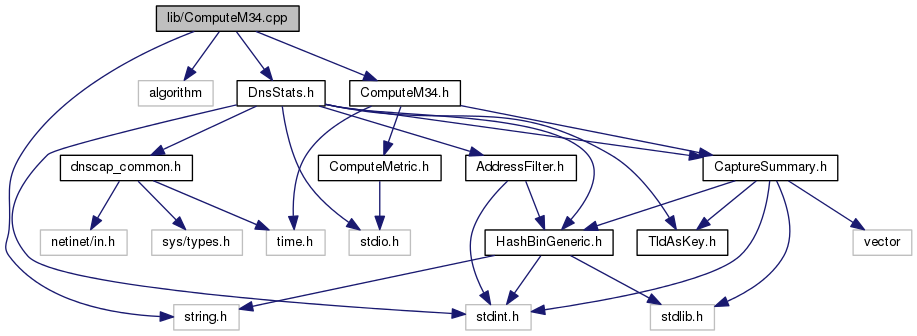 lib/ComputeM34.cpp
algorithm
DnsStats.h
ComputeM34.h
dnscap_common.h
ComputeMetric.h
AddressFilter.h
CaptureSummary.h
netinet/in.h
sys/types.h
time.h
stdio.h
HashBinGeneric.h
TldAsKey.h
vector
string.h
stdint.h
stdlib.h